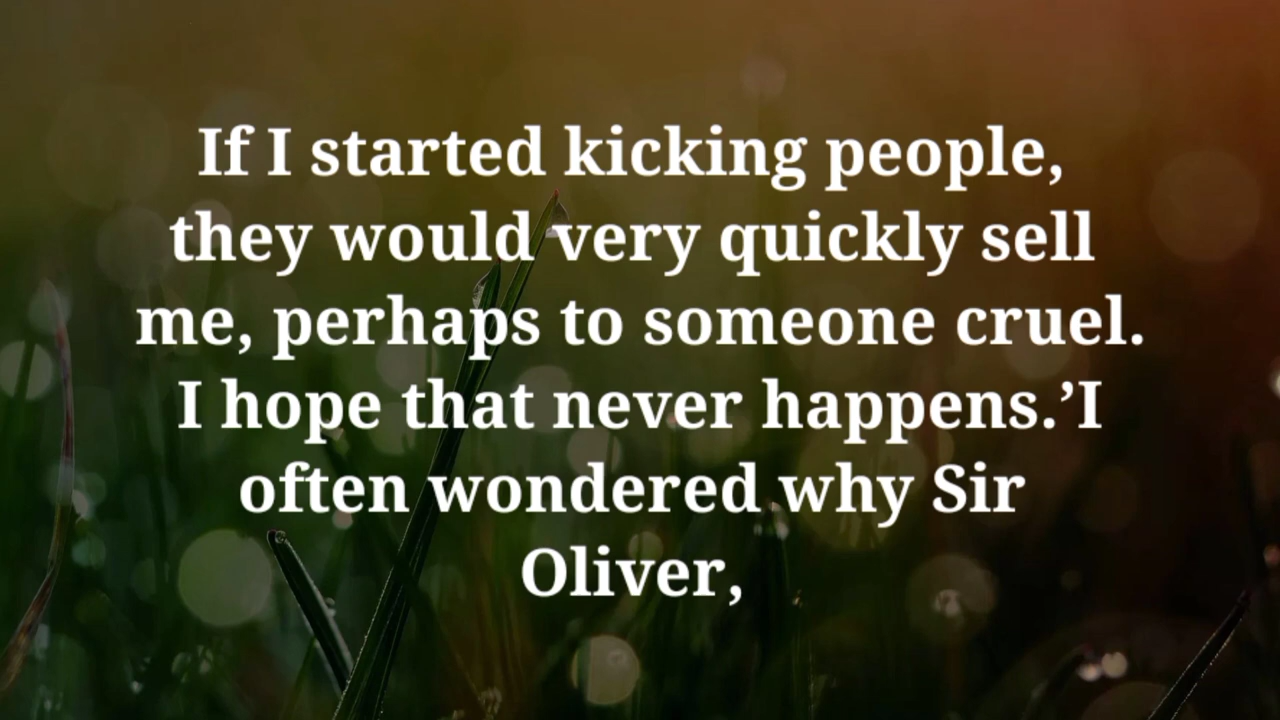 If I started kicking people,
they would very quickly sell
me, perhaps to someone cruel.
I hope that never happens.’I
often wondered why Sir
Oliver,